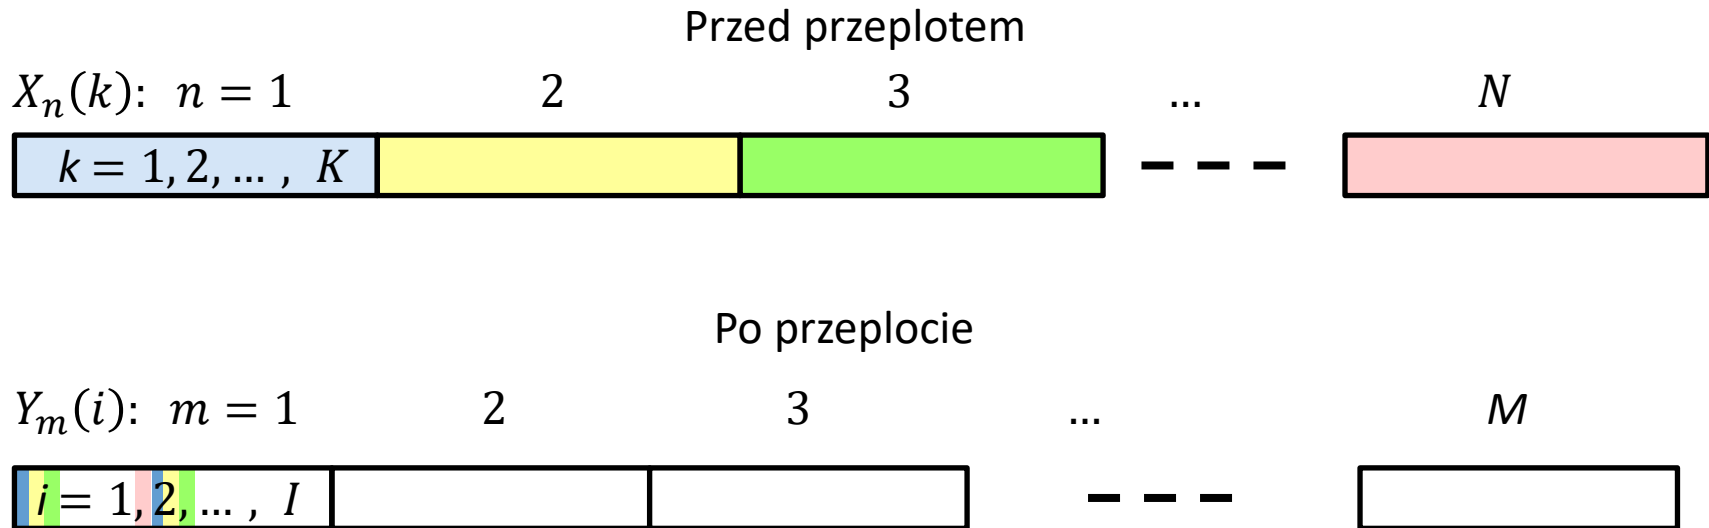 Przed przeplotem
Xₙ(k): n = 1 2 3 ... N
k = 1, 2, ... , K
Po przeplocie
Yₘ(i): m = 1 2 3 ... M
i = 1, 2, ... , I